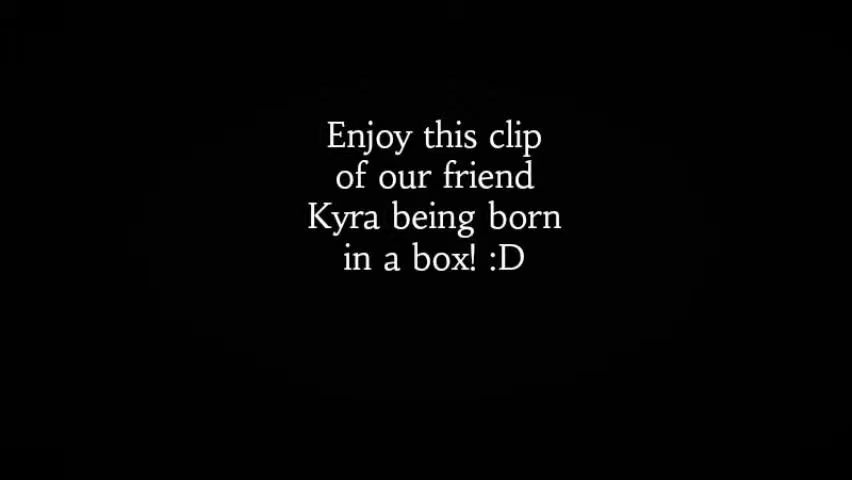 Enjoy this clip
of our friend
Kyra being born
in a box! :D